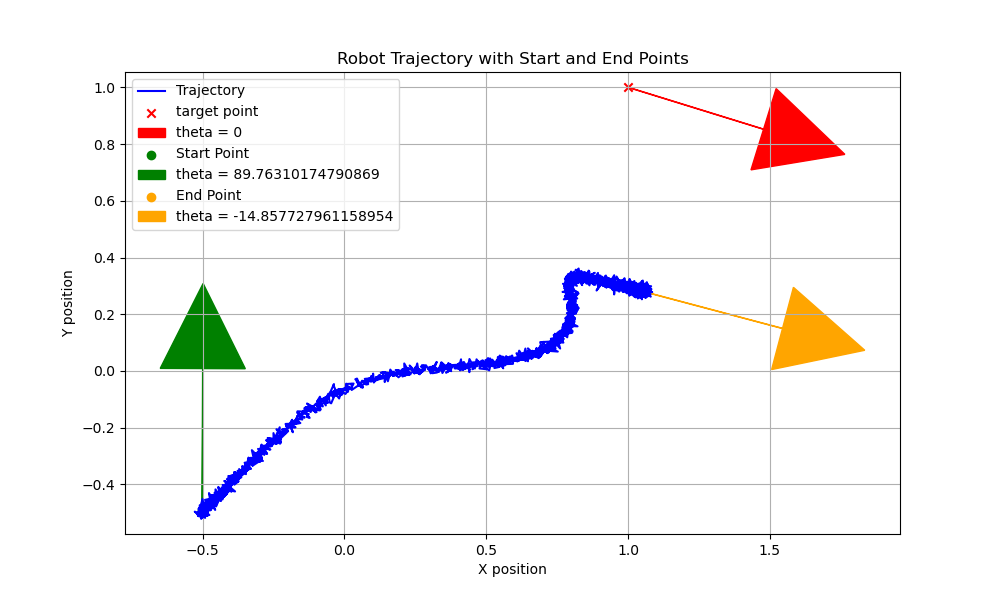 Robot Trajectory with Start and End Points
Trajectory
target point
theta = 0
Start Point
theta = 89.76310174790869
End Point
theta = -14.857727961158954
Y position
1.0
0.8
0.6
0.4
0.2
0.0
−0.2
−0.4
−0.5
0.0
0.5
1.0
1.5
X position